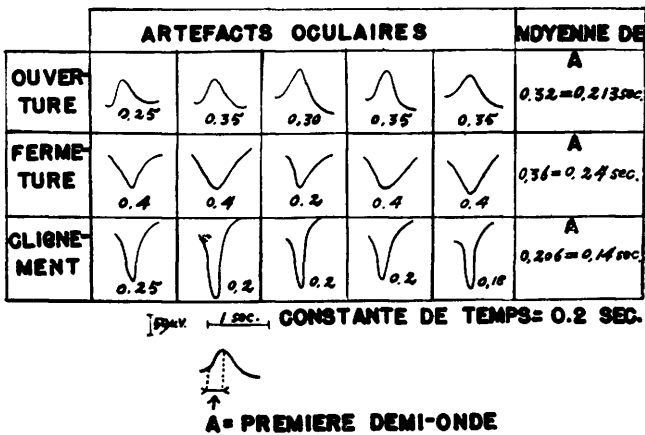 ARTEFACTS OCULAIRES MOYENNE DE
OUVER- A
TURE 0,25 0,35 0,30 0,35 0,35 0,32=0,213 sec.
FERME- A
TURE 0.4 0.4 0.2 0.4 0.4 0,36=0,24 sec.
CLIGNE- A
MENT 0.25 0,2 0,2 0,2 0,18 0,206=0,14 sec
50µV. 1 sec. CONSTANTE DE TEMPS= 0.2 SEC.
A= PREMIERE DEMI-ONDE